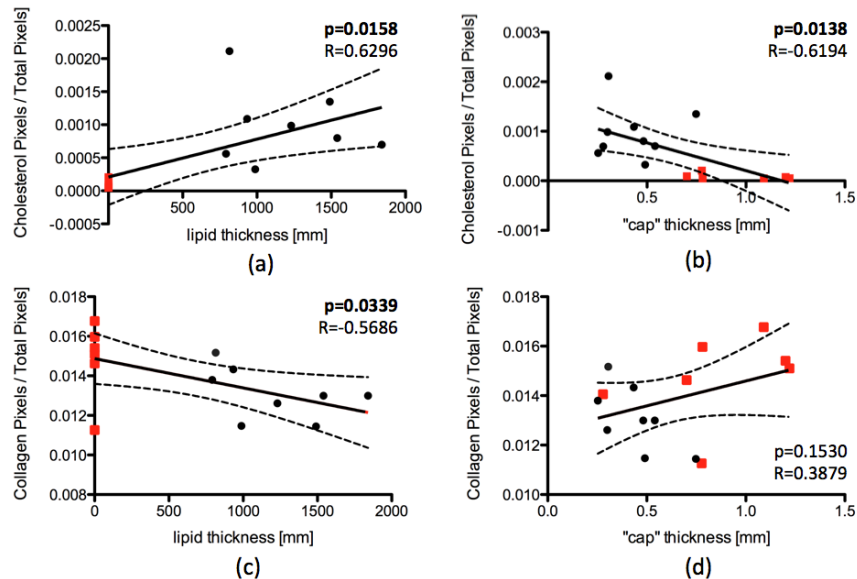 Cholesterol Pixels / Total Pixels
0.0025
0.0020
0.0015
0.0010
0.0005
0.0000
-0.0005
500
1000
1500
2000
p=0.0158
R=0.6296
lipid thickness [mm]
(a)
Cholesterol Pixels / Total Pixels
0.003
0.002
0.001
0.000
-0.001
0.5
1.0
1.5
p=0.0138
R=-0.6194
"cap" thickness [mm]
(b)
Collagen Pixels / Total Pixels
0.018
0.016
0.014
0.012
0.010
0.008
0
500
1000
1500
2000
p=0.0339
R=-0.5686
lipid thickness [mm]
(c)
Collagen Pixels / Total Pixels
0.018
0.016
0.014
0.012
0.010
0.0
0.5
1.0
1.5
p=0.1530
R=0.3879
"cap" thickness [mm]
(d)